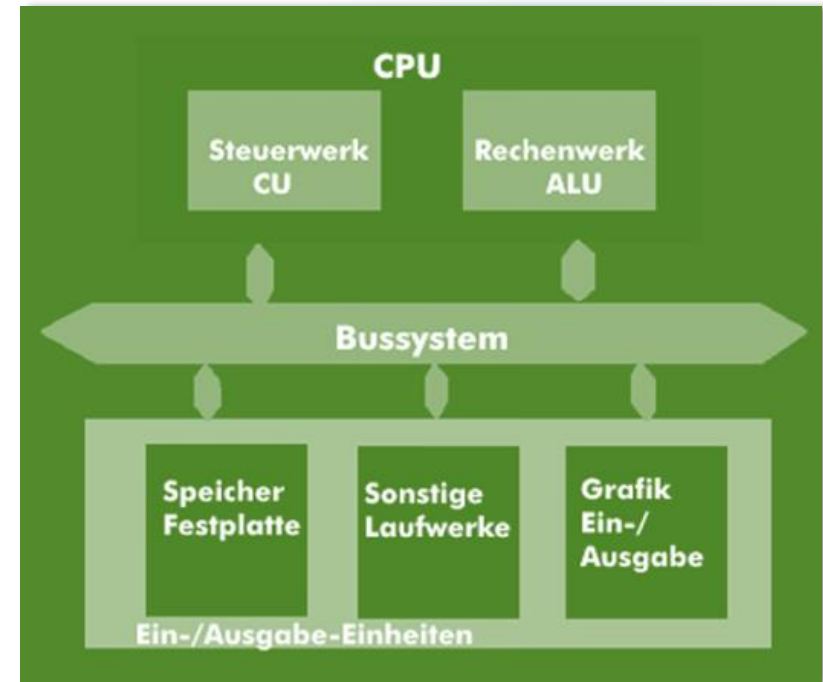 CPU
Steuerwerk
CU
Rechenwerk
ALU
Bussystem
Speicher
Festplatte
Sonstige
Laufwerke
Grafik
Ein-/
Ausgabe
Ein-/Ausgabe-Einheiten